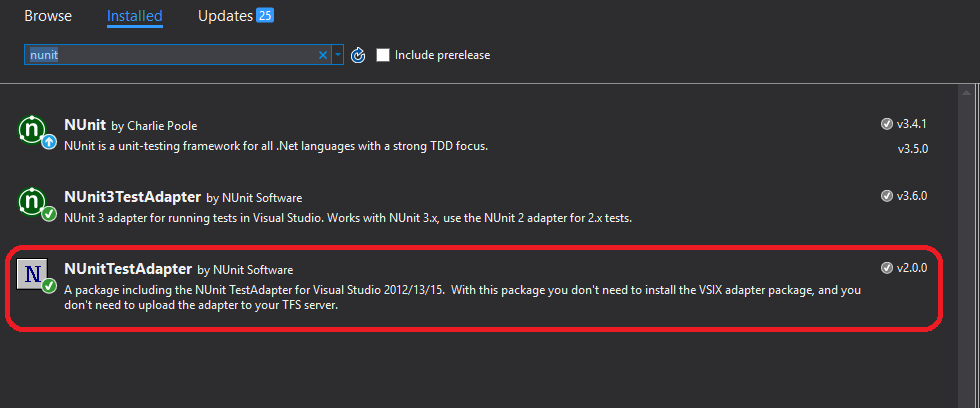 Browse Installed Updates 25
nunit Include prerelease
NUnit by Charlie Poole v3.4.1
NUnit is a unit-testing framework for all .Net languages with a strong TDD focus. v3.5.0
NUnit3TestAdapter by NUnit Software v3.6.0
NUnit 3 adapter for running tests in Visual Studio. Works with NUnit 3.x, use the NUnit 2 adapter for 2.x tests.
N NUnitTestAdapter by NUnit Software v2.0.0
A package including the NUnit TestAdapter for Visual Studio 2012/13/15. With this package you don't need to install the VSIX adapter package, and you
don't need to upload the adapter to your TFS server.